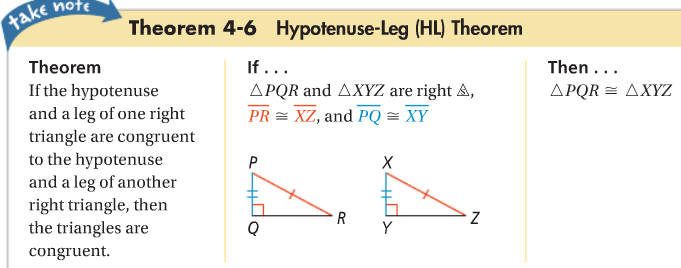 take note
Theorem 4-6 Hypotenuse-Leg (HL) Theorem
Theorem
If the hypotenuse
and a leg of one right
triangle are congruent
to the hypotenuse
and a leg of another
right triangle, then
the triangles are
congruent.
If . . .
△PQR and △XYZ are right ⧌,
PR ≅ XZ, and PQ ≅ XY
P
Q
R
X
Y
Z
Then . . .
△PQR ≅ △XYZ